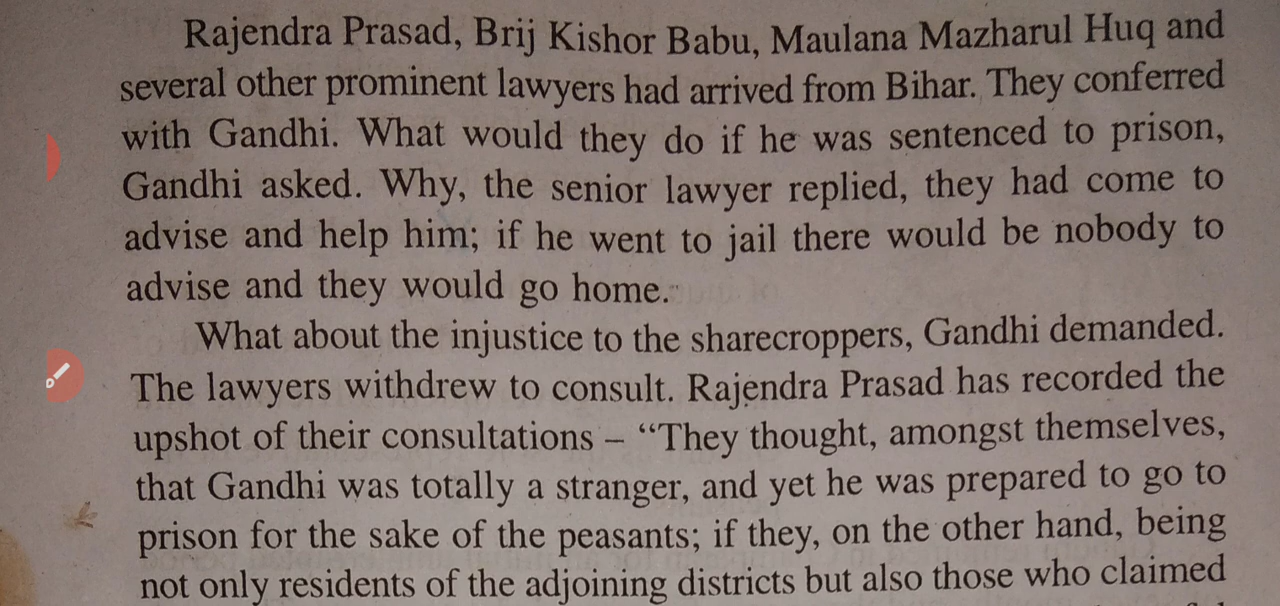 Rajendra Prasad, Brij Kishor Babu, Maulana Mazharul Huq and
several other prominent lawyers had arrived from Bihar. They conferred
with Gandhi. What would they do if he was sentenced to prison,
Gandhi asked. Why, the senior lawyer replied, they had come to
advise and help him; if he went to jail there would be nobody to
advise and they would go home.
What about the injustice to the sharecroppers, Gandhi demanded.
The lawyers withdrew to consult. Rajendra Prasad has recorded the
upshot of their consultations – “They thought, amongst themselves,
that Gandhi was totally a stranger, and yet he was prepared to go to
prison for the sake of the peasants; if they, on the other hand, being
not only residents of the adjoining districts but also those who claimed